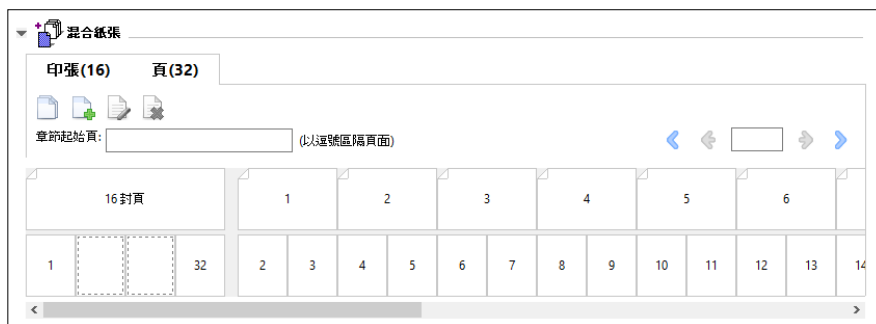 混合紙張
印張(16) 頁(32)
章節起始頁: (以逗號區隔頁面)
16 封頁 1 2 3 4 5 6
1 32 2 3 4 5 6 7 8 9 10 11 12 13 14